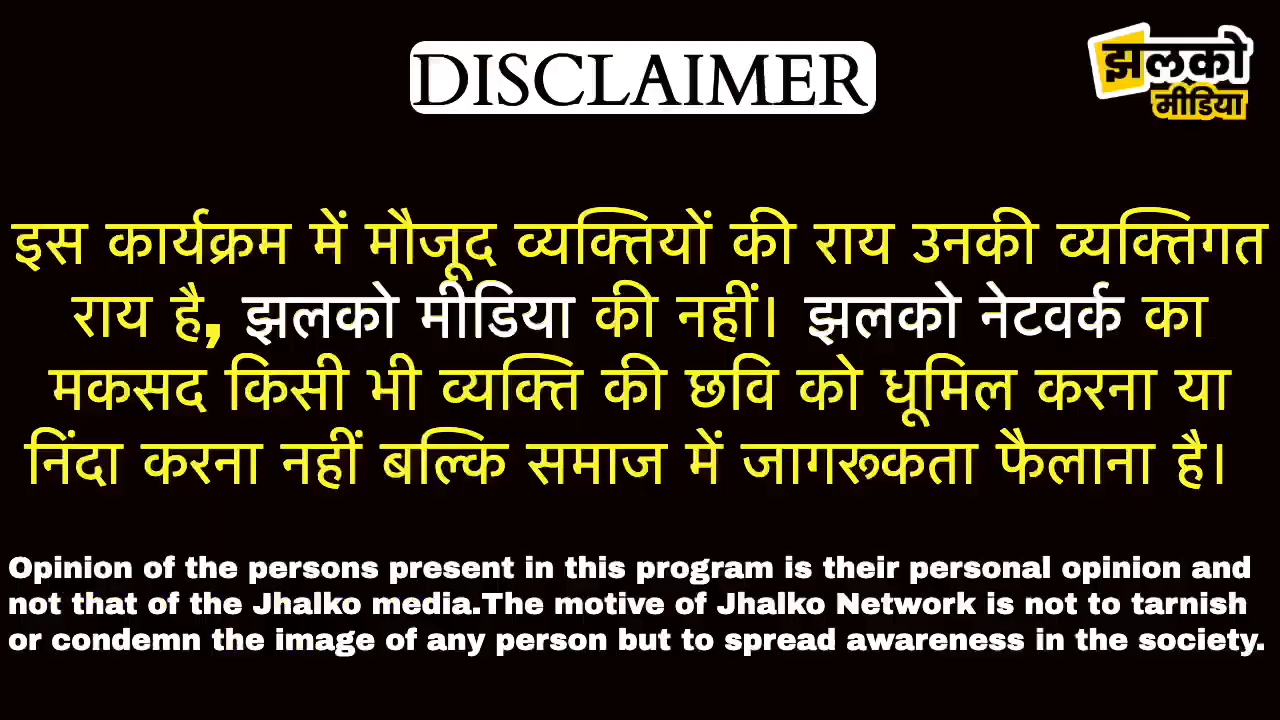 DISCLAIMER
झलको
मीडिया
इस कार्यक्रम में मौजूद व्यक्तियों की राय उनकी व्यक्तिगत
राय है, झलको मीडिया की नहीं। झलको नेटवर्क का
मकसद किसी भी व्यक्ति की छवि को धूमिल करना या
निंदा करना नहीं बल्कि समाज में जागरूकता फैलाना है।
Opinion of the persons present in this program is their personal opinion and
not that of the Jhalko media.The motive of Jhalko Network is not to tarnish
or condemn the image of any person but to spread awareness in the society.